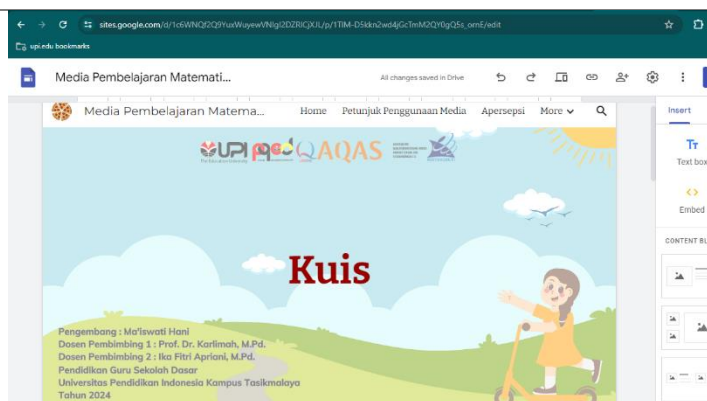 sites.google.com/d/1c6WNQf2Q9YuxWuyewVNlgI2DZRICjXJL/p/1TlM-D5kkn2wd4jGcTmM2QY0gQ5s_ornE/edit
upi.edu bookmarks
Media Pembelajaran Matemati...
All changes saved in Drive
Media Pembelajaran Matema...
Home
Petunjuk Penggunaan Media
Apersepsi
More
Insert
Text box
Embed
CONTENT BL
UPI
AQAS
Kuis
Pengembang : Ma'iswati Hani
Dosen Pembimbing 1 : Prof. Dr. Karlimah, M.Pd.
Dosen Pembimbing 2 : Ika Fitri Apriani, M.Pd.
Pendidikan Guru Sekolah Dasar
Universitas Pendidikan Indonesia Kampus Tasikmalaya
Tahun 2024